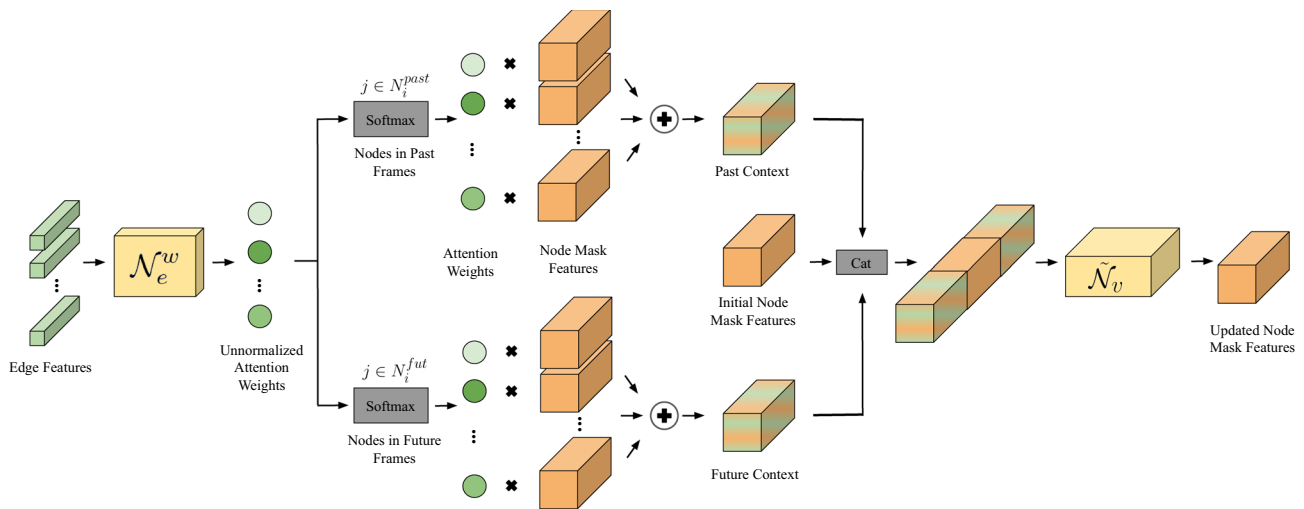 Edge Features
𝒩_e^w
Unnormalized
Attention
Weights
j ∈ N_i^{past}
Softmax
Nodes in Past
Frames
j ∈ N_i^{fut}
Softmax
Nodes in Future
Frames
Attention
Weights
Node Mask
Features
Past Context
Initial Node
Mask Features
Future Context
Cat
Ñ_v
Updated Node
Mask Features